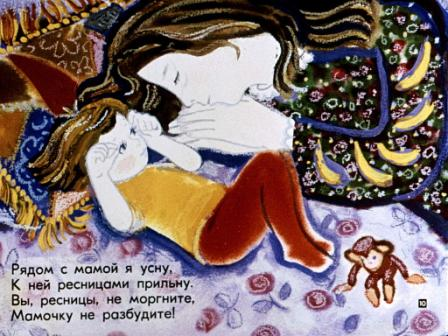 Рядом с мамой я усну,
К ней ресницами прильну.
Вы, ресницы, не моргните,
Мамочку не разбудите!
10